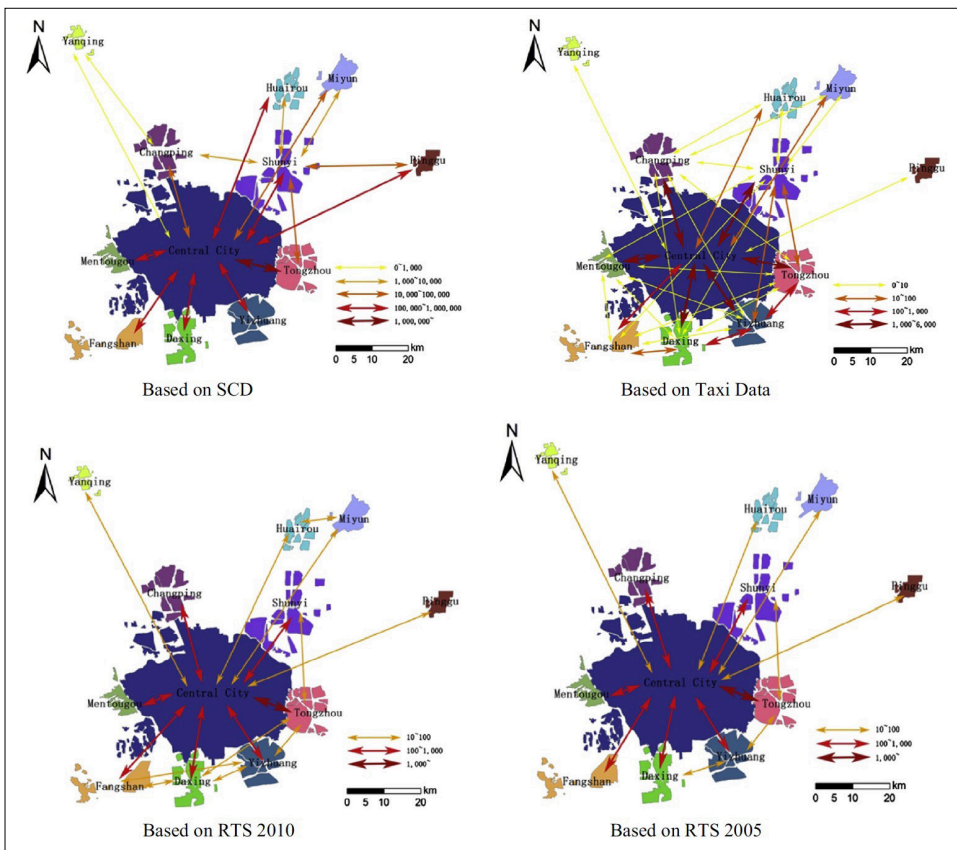 N
Yanqing
Miyun
Huairou
Changping
Shunyi
Pinggu
Central City
Mentougou
Tongzhou
Yizhuang
Fangshan
Daxing
0~1,000
1,000~10,000
10,000~100,000
100,000~1,000,000
1,000,000~
0 10 20 km
Based on SCD
N
Yanqing
Miyun
Huairou
Changping
Shunyi
Pinggu
Central City
Mentougou
Tongzhou
Yizhuang
Fangshan
Daxing
0~10
10~100
100~1,000
1,000~6,000
0 10 20 km
Based on Taxi Data
N
Yanqing
Miyun
Huairou
Changping
Shunyi
Pinggu
Central City
Mentougou
Tongzhou
Yizhuang
Fangshan
Daxing
10~100
100~1,000
1,000~
0 10 20 km
Based on RTS 2010
N
Yanqing
Miyun
Huairou
Changping
Shunyi
Pinggu
Central City
Mentougou
Tongzhou
Yizhuang
Fangshan
Daxing
10~100
100~1,000
1,000~
0 10 20 km
Based on RTS 2005